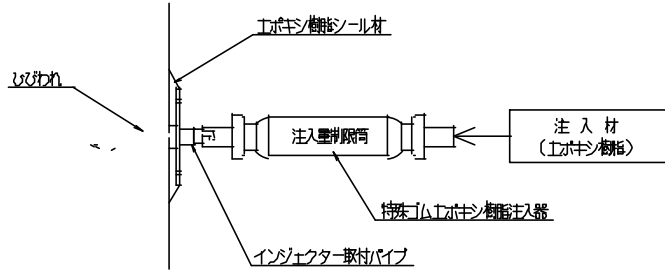 エポキシ樹脂シール材
ひびわれ
注入量制限筒
注 入 材
（エポキシ樹脂）
特殊ゴムエポキシ樹脂注入器
インジェクター取付パイプ